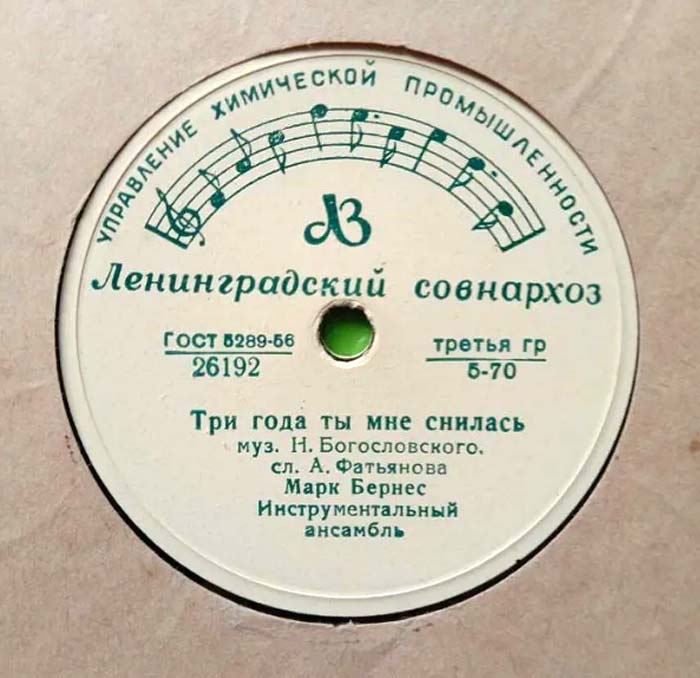 УПРАВЛЕНИЕ ХИМИЧЕСКОЙ ПРОМЫШЛЕННОСТИ
АЗ
Ленинградский совнархоз
ГОСТ 5289-56
26192
третья гр
5-70
Три года ты мне снилась
муз. Н. Богословского,
сл. А. Фатьянова
Марк Бернес
Инструментальный
ансамбль